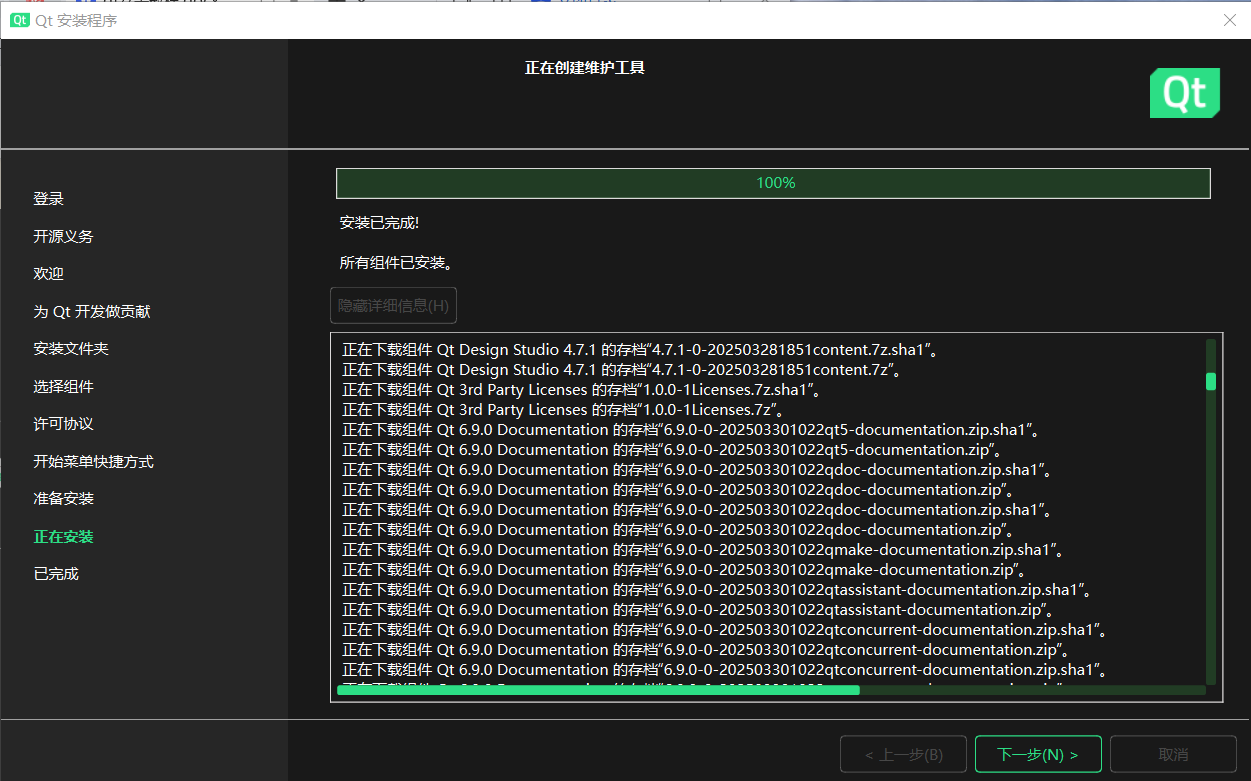 Qt Qt 安装程序
正在创建维护工具
Qt
登录
开源义务
欢迎
为 Qt 开发做贡献
安装文件夹
选择组件
许可协议
开始菜单快捷方式
准备安装
正在安装
已完成
100%
安装已完成!
所有组件已安装。
隐藏详细信息(H)
正在下载组件 Qt Design Studio 4.7.1 的存档“4.7.1-0-202503281851content.7z.sha1”。
正在下载组件 Qt Design Studio 4.7.1 的存档“4.7.1-0-202503281851content.7z”。
正在下载组件 Qt 3rd Party Licenses 的存档“1.0.0-1Licenses.7z.sha1”。
正在下载组件 Qt 3rd Party Licenses 的存档“1.0.0-1Licenses.7z”。
正在下载组件 Qt 6.9.0 Documentation 的存档“6.9.0-0-202503301022qt5-documentation.zip.sha1”。
正在下载组件 Qt 6.9.0 Documentation 的存档“6.9.0-0-202503301022qt5-documentation.zip”。
正在下载组件 Qt 6.9.0 Documentation 的存档“6.9.0-0-202503301022qdoc-documentation.zip.sha1”。
正在下载组件 Qt 6.9.0 Documentation 的存档“6.9.0-0-202503301022qdoc-documentation.zip”。
正在下载组件 Qt 6.9.0 Documentation 的存档“6.9.0-0-202503301022qdoc-documentation.zip.sha1”。
正在下载组件 Qt 6.9.0 Documentation 的存档“6.9.0-0-202503301022qdoc-documentation.zip”。
正在下载组件 Qt 6.9.0 Documentation 的存档“6.9.0-0-202503301022qmake-documentation.zip.sha1”。
正在下载组件 Qt 6.9.0 Documentation 的存档“6.9.0-0-202503301022qmake-documentation.zip”。
正在下载组件 Qt 6.9.0 Documentation 的存档“6.9.0-0-202503301022qtassistant-documentation.zip.sha1”。
正在下载组件 Qt 6.9.0 Documentation 的存档“6.9.0-0-202503301022qtassistant-documentation.zip”。
正在下载组件 Qt 6.9.0 Documentation 的存档“6.9.0-0-202503301022qtconcurrent-documentation.zip.sha1”。
正在下载组件 Qt 6.9.0 Documentation 的存档“6.9.0-0-202503301022qtconcurrent-documentation.zip”。
正在下载组件 Qt 6.9.0 Documentation 的存档“6.9.0-0-202503301022qtconcurrent-documentation.zip.sha1”。
< 上一步(B)
下一步(N) >
取消